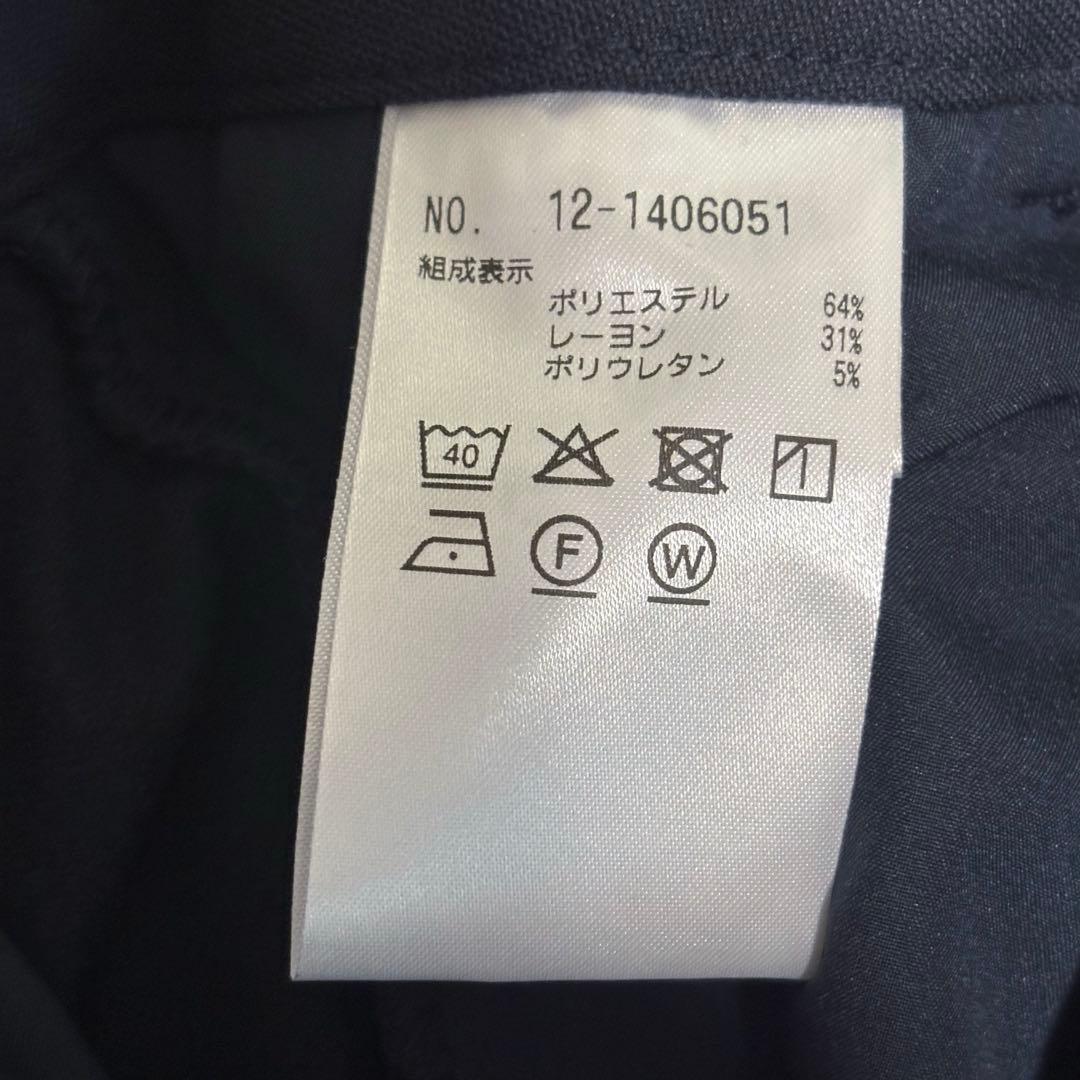 NO. 12-1406051
組成表示
ポリエステル 64%
レーヨン 31%
ポリウレタン 5%
40
F W